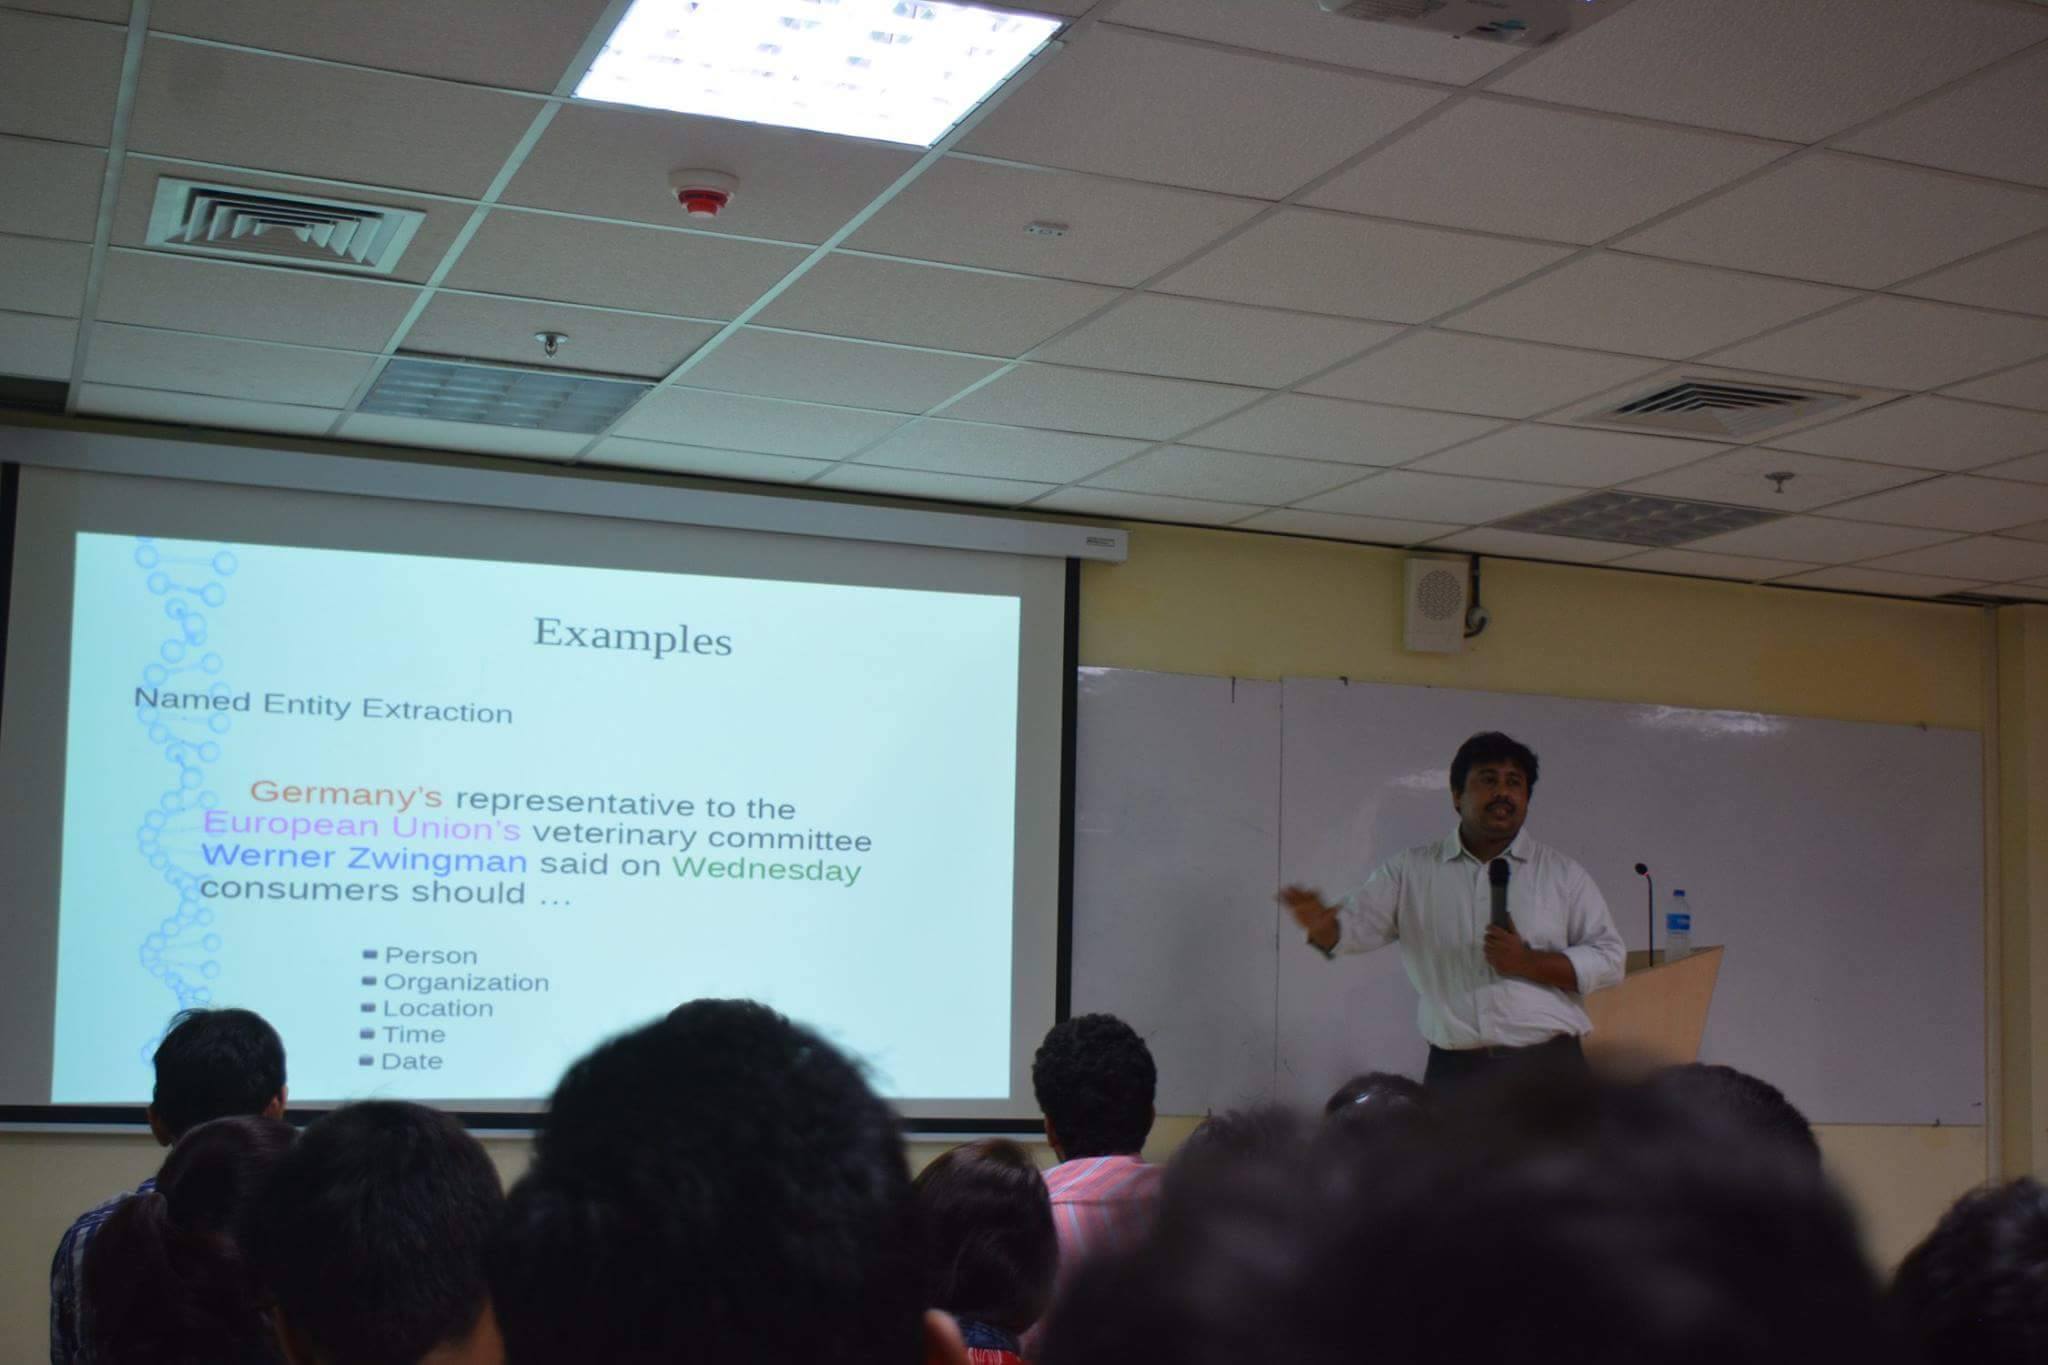 Examples
Named Entity Extraction
Germany's representative to the
European Union's veterinary committee
Werner Zwingman said on Wednesday
consumers should …
Person
Organization
Location
Time
Date